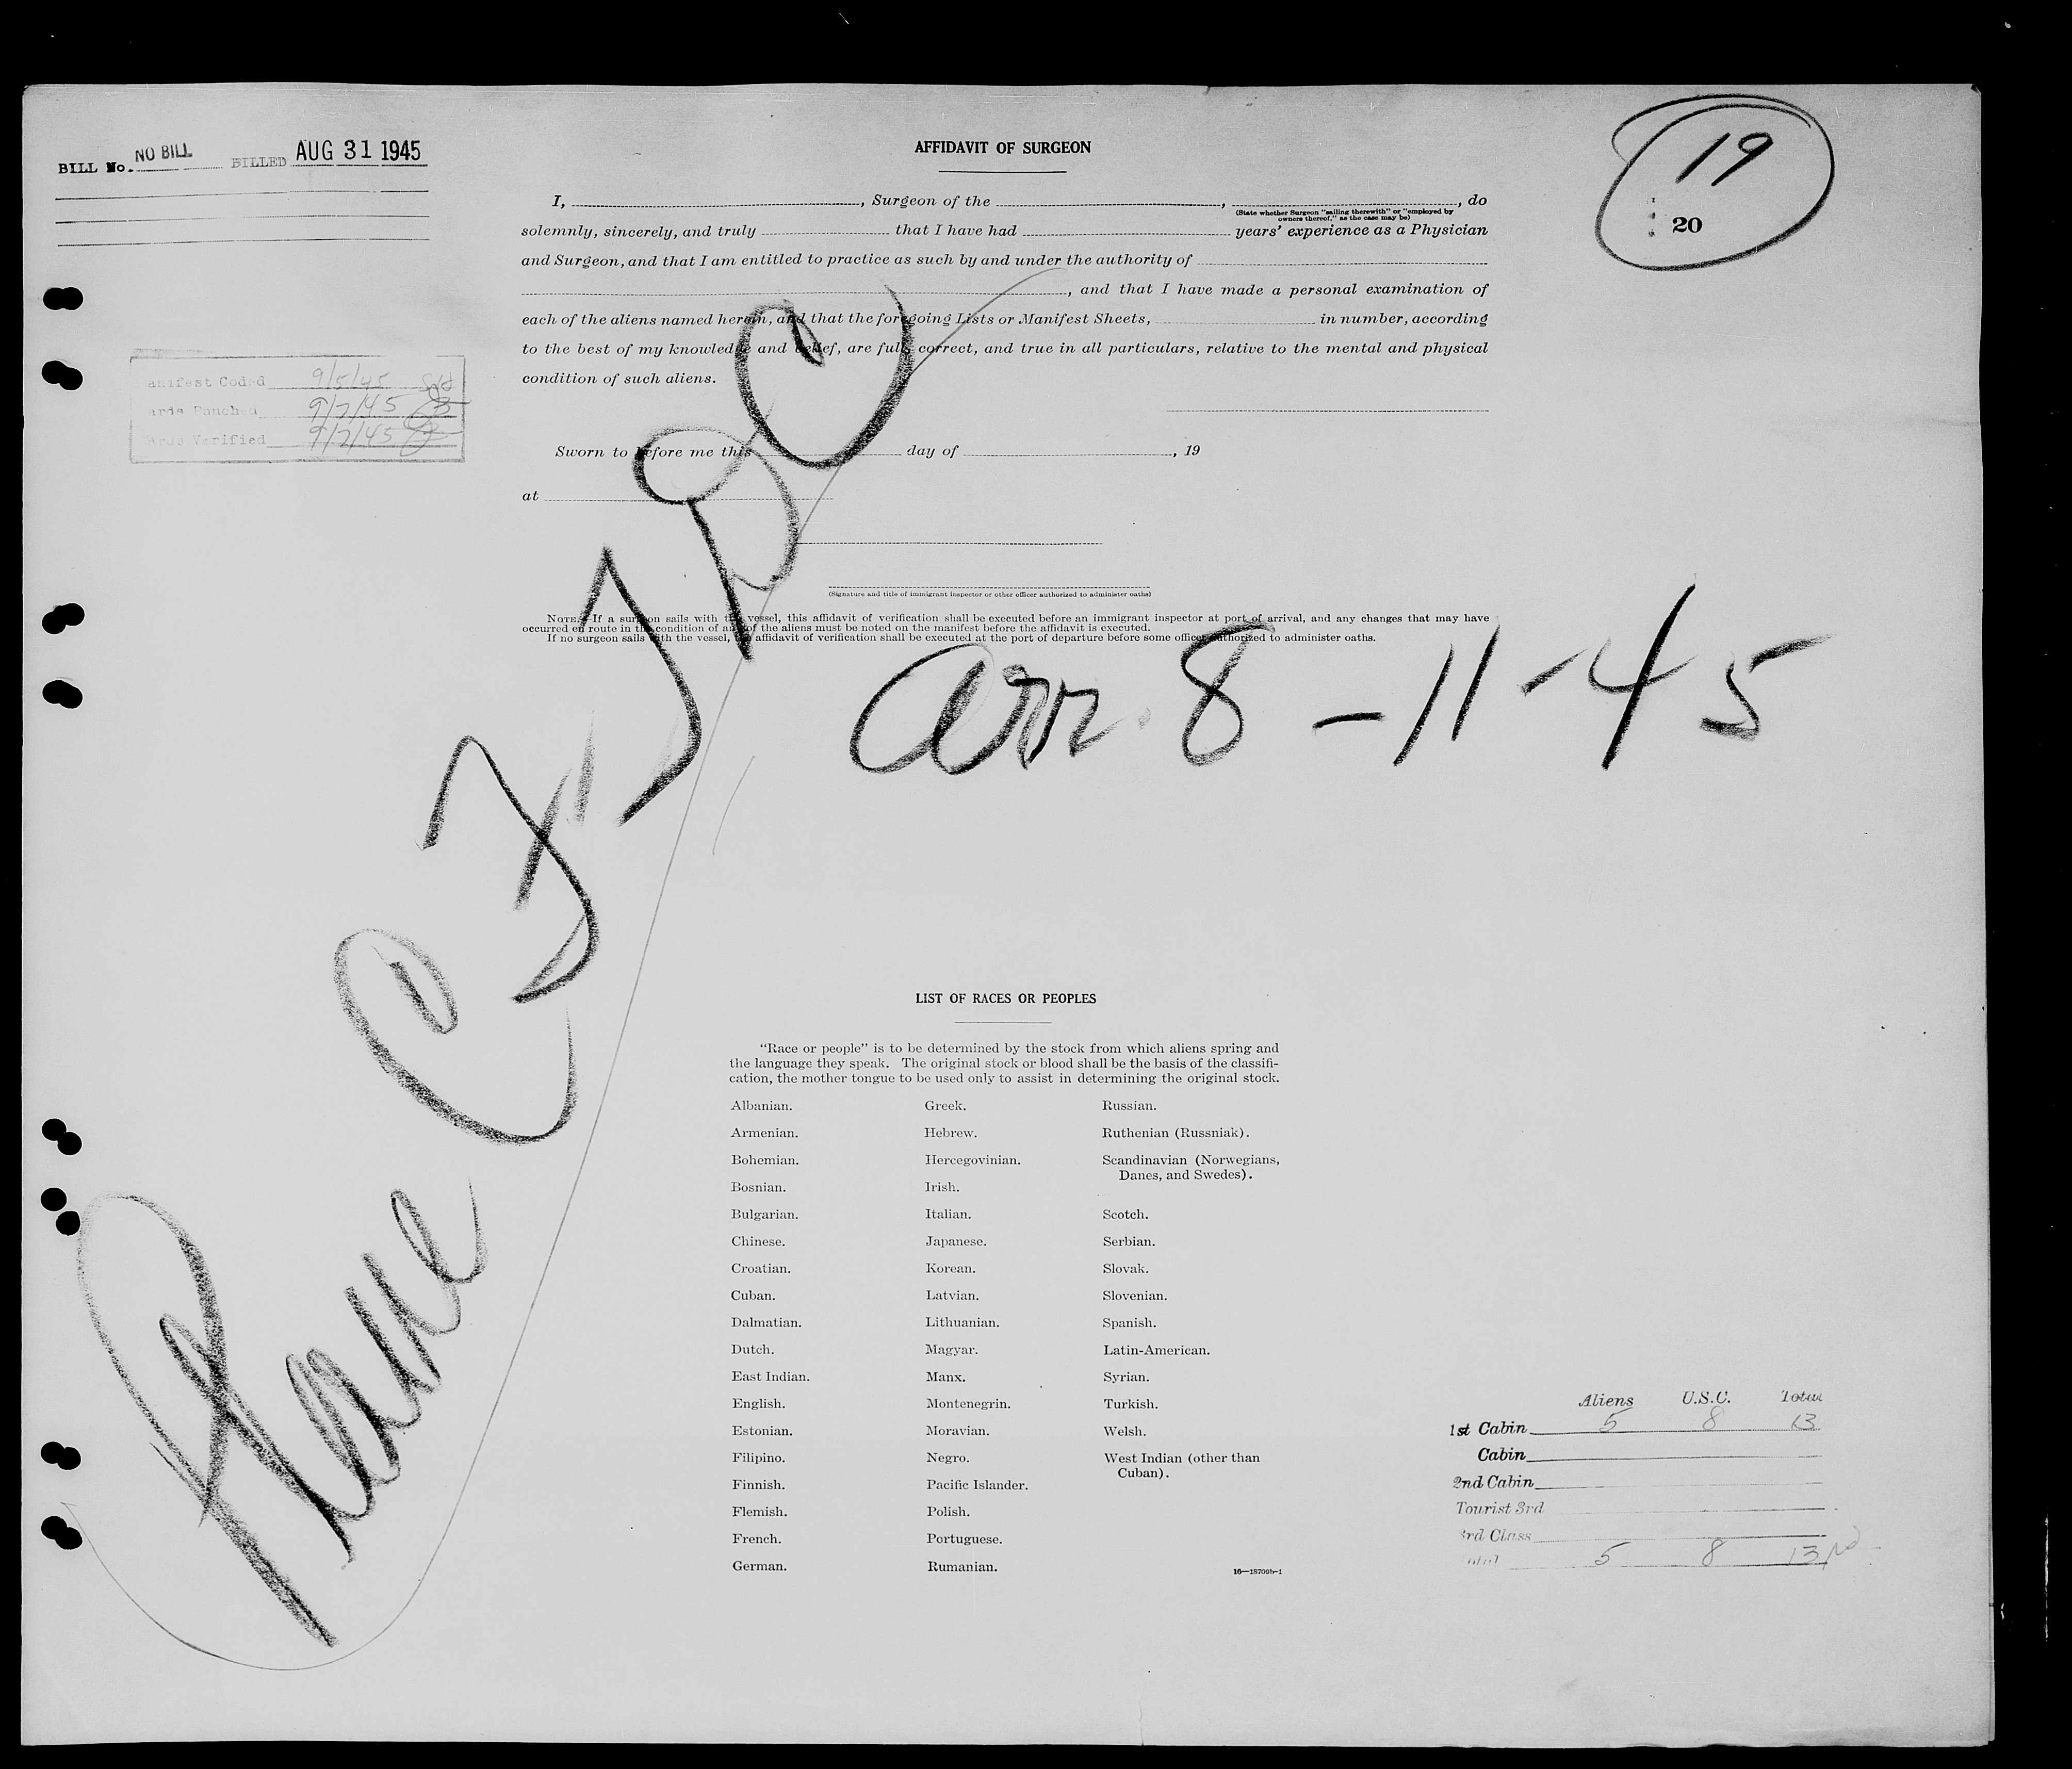 BILL No. NO BILL BILLED AUG 31 1945
AFFIDAVIT OF SURGEON
19
20
I, , Surgeon of the , , do
(State whether Surgeon "sailing therewith" or "employed by
owners thereof," as the case may be)
solemnly, sincerely, and truly that I have had years' experience as a Physician
and Surgeon, and that I am entitled to practice as such by and under the authority of
, and that I have made a personal examination of
each of the aliens named herein, and that the foregoing Lists or Manifest Sheets, in number, according
to the best of my knowledge and belief, are full, correct, and true in all particulars, relative to the mental and physical
condition of such aliens.
anifest Coded 9/5/45
ards Punched 9/7/45
ards Verified 9/7/45
Sworn to before me this day of , 19
at
(Signature and title of immigrant inspector or other officer authorized to administer oaths)
NOTE.—If a surgeon sails with the vessel, this affidavit of verification shall be executed before an immigrant inspector at port of arrival, and any changes that may have
occurred en route in the condition of any of the aliens must be noted on the manifest before the affidavit is executed.
If no surgeon sails with the vessel, the affidavit of verification shall be executed at the port of departure before some officer authorized to administer oaths.
Plane CF-TDC
arr. 8-11-45
LIST OF RACES OR PEOPLES
"Race or people" is to be determined by the stock from which aliens spring and
the language they speak. The original stock or blood shall be the basis of the classifi-
cation, the mother tongue to be used only to assist in determining the original stock.
Albanian. Greek. Russian.
Armenian. Hebrew. Ruthenian (Russniak).
Bohemian. Hercegovinian. Scandinavian (Norwegians,
Danes, and Swedes).
Bosnian. Irish.
Bulgarian. Italian. Scotch.
Chinese. Japanese. Serbian.
Croatian. Korean. Slovak.
Cuban. Latvian. Slovenian.
Dalmatian. Lithuanian. Spanish.
Dutch. Magyar. Latin-American.
East Indian. Manx. Syrian.
English. Montenegrin. Turkish.
Estonian. Moravian. Welsh.
Filipino. Negro. West Indian (other than
Cuban).
Finnish. Pacific Islander.
Flemish. Polish.
French. Portuguese.
German. Rumanian.
16—18709b-1
Aliens U.S.C. Total
1st Cabin 5 8 13
Cabin
2nd Cabin
Tourist 3rd
3rd Class
Total 5 8 13